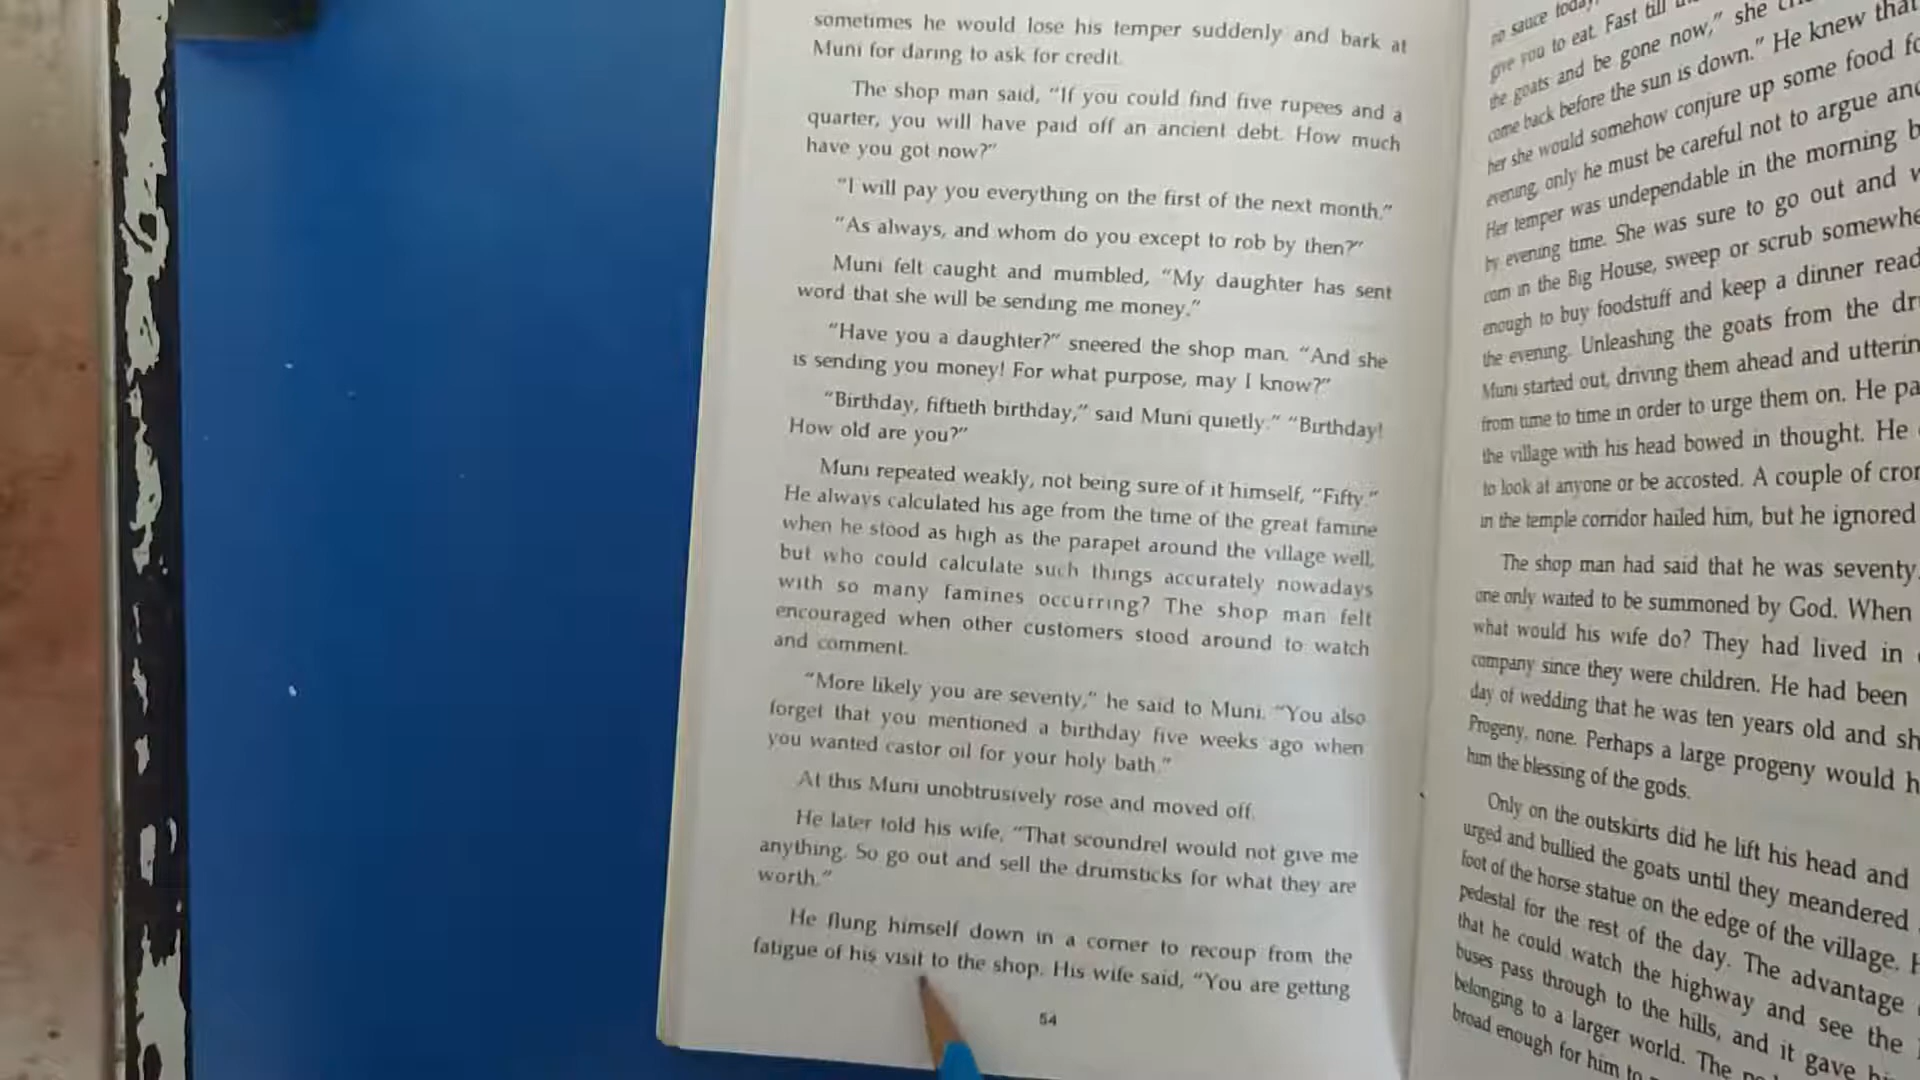 sometimes he would lose his temper suddenly and bark at
Muni for daring to ask for credit.
The shop man said, “If you could find five rupees and a
quarter, you will have paid off an ancient debt. How much
have you got now?”
“I will pay you everything on the first of the next month.”
“As always, and whom do you except to rob by then?”
Muni felt caught and mumbled, “My daughter has sent
word that she will be sending me money.”
“Have you a daughter?” sneered the shop man. “And she
is sending you money! For what purpose, may I know?”
“Birthday, fiftieth birthday,” said Muni quietly.” “Birthday!
How old are you?”
Muni repeated weakly, not being sure of it himself, “Fifty.”
He always calculated his age from the time of the great famine
when he stood as high as the parapet around the village well,
but who could calculate such things accurately nowadays
with so many famines occurring? The shop man felt
encouraged when other customers stood around to watch
and comment.
“More likely you are seventy,” he said to Muni. “You also
forget that you mentioned a birthday five weeks ago when
you wanted castor oil for your holy bath.”
At this Muni unobtrusively rose and moved off.
He later told his wife, “That scoundrel would not give me
anything. So go out and sell the drumsticks for what they are
worth.”
He flung himself down in a corner to recoup from the
fatigue of his visit to the shop. His wife said, “You are getting
54
no sauce today,
give you to eat. Fast till
the goats and be gone now,” she
come back before the sun is down.” He knew that
her she would somehow conjure up some food
evening, only he must be careful not to argue and
Her temper was undependable in the morning
by evening time. She was sure to go out and
corn in the Big House, sweep or scrub
enough to buy foodstuff and keep a dinner
the evening. Unleashing the goats from the
Muni started out, driving them ahead and
from time to time in order to urge them on. He
the village with his head bowed in thought. He
to look at anyone or be accosted. A couple of
in the temple corridor hailed him, but he ignored
The shop man had said that he was seventy.
one only waited to be summoned by God. When
what would his wife do? They had lived in
company since they were children. He had been
day of wedding that he was ten years old and
Progeny, none. Perhaps a large progeny would
him the blessing of the gods.
Only on the outskirts did he lift his head and
urged and bullied the goats until they meandered
foot of the horse statue on the edge of the village.
pedestal for the rest of the day. The advantage
that he could watch the highway and see the
buses pass through to the hills, and it gave
belonging to a larger world. The
broad enough for him to